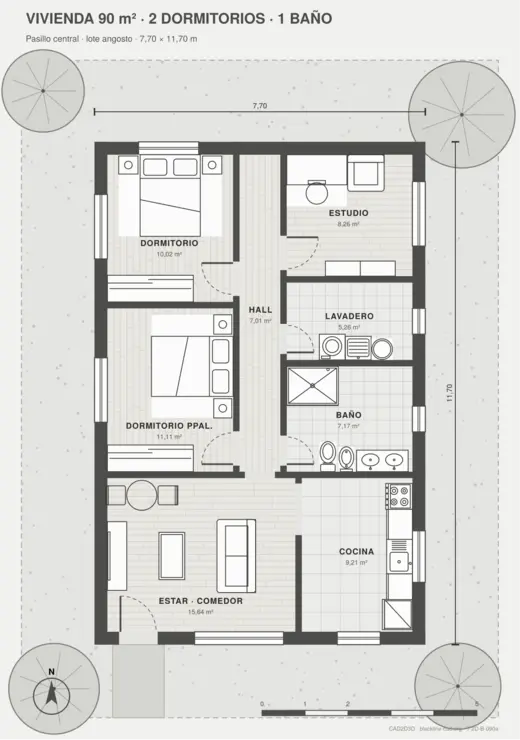 VIVIENDA 90 m² · 2 DORMITORIOS · 1 BAÑO
Pasillo central · lote angosto · 7,70 × 11,70 m
7,70
ESTUDIO
8,26 m²
DORMITORIO
10,02 m²
HALL
7,01 m²
LAVADERO
5,08 m²
11,70
BAÑO
7,17 m²
DORMITORIO PPAL.
11,11 m²
COCINA
9,21 m²
ESTAR · COMEDOR
15,64 m²
N
0 1 2 5
CAD2D3D